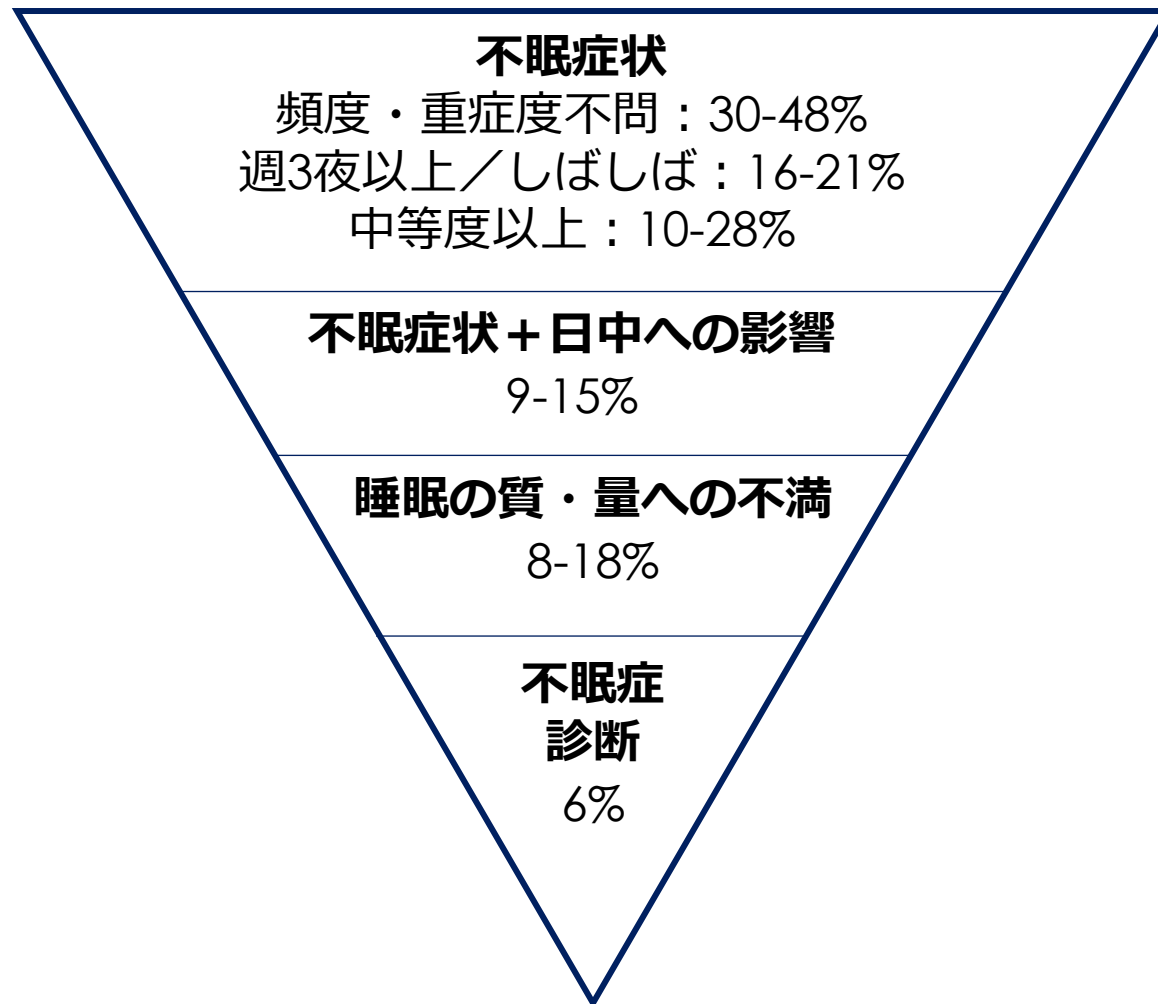 不眠症状
頻度・重症度不問：30-48%
週3夜以上／しばしば：16-21%
中等度以上：10-28%
不眠症状＋日中への影響
9-15%
睡眠の質・量への不満
8-18%
不眠症
診断
6%